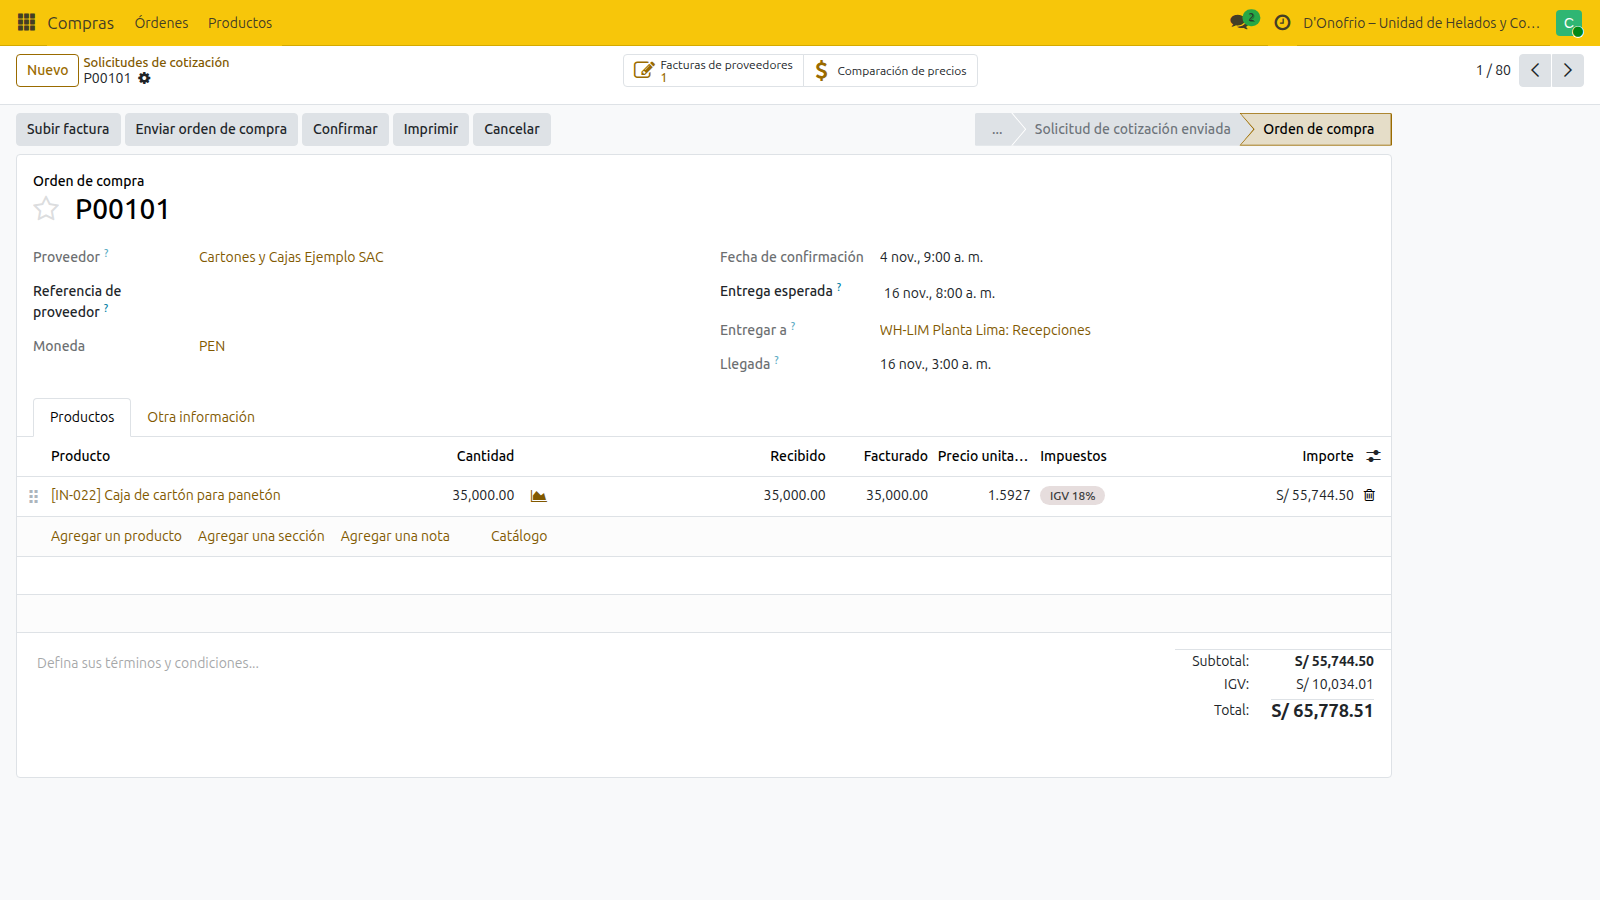 Compras Órdenes Productos 2 D'Onofrio – Unidad de Helados y Co... C
Nuevo Solicitudes de cotización
P00101
Facturas de proveedores
1
Comparación de precios
1 / 80
Subir factura Enviar orden de compra Confirmar Imprimir Cancelar ... Solicitud de cotización enviada Orden de compra
Orden de compra
P00101
Proveedor ? Cartones y Cajas Ejemplo SAC
Referencia de
proveedor ?
Moneda PEN
Fecha de confirmación 4 nov., 9:00 a. m.
Entrega esperada ? 16 nov., 8:00 a. m.
Entregar a ? WH-LIM Planta Lima: Recepciones
Llegada ? 16 nov., 3:00 a. m.
Productos Otra información
Producto Cantidad Recibido Facturado Precio unita... Impuestos Importe
[IN-022] Caja de cartón para panetón 35,000.00 35,000.00 35,000.00 1.5927 IGV 18% S/ 55,744.50
Agregar un producto Agregar una sección Agregar una nota Catálogo
Defina sus términos y condiciones...
Subtotal: S/ 55,744.50
IGV: S/ 10,034.01
Total: S/ 65,778.51